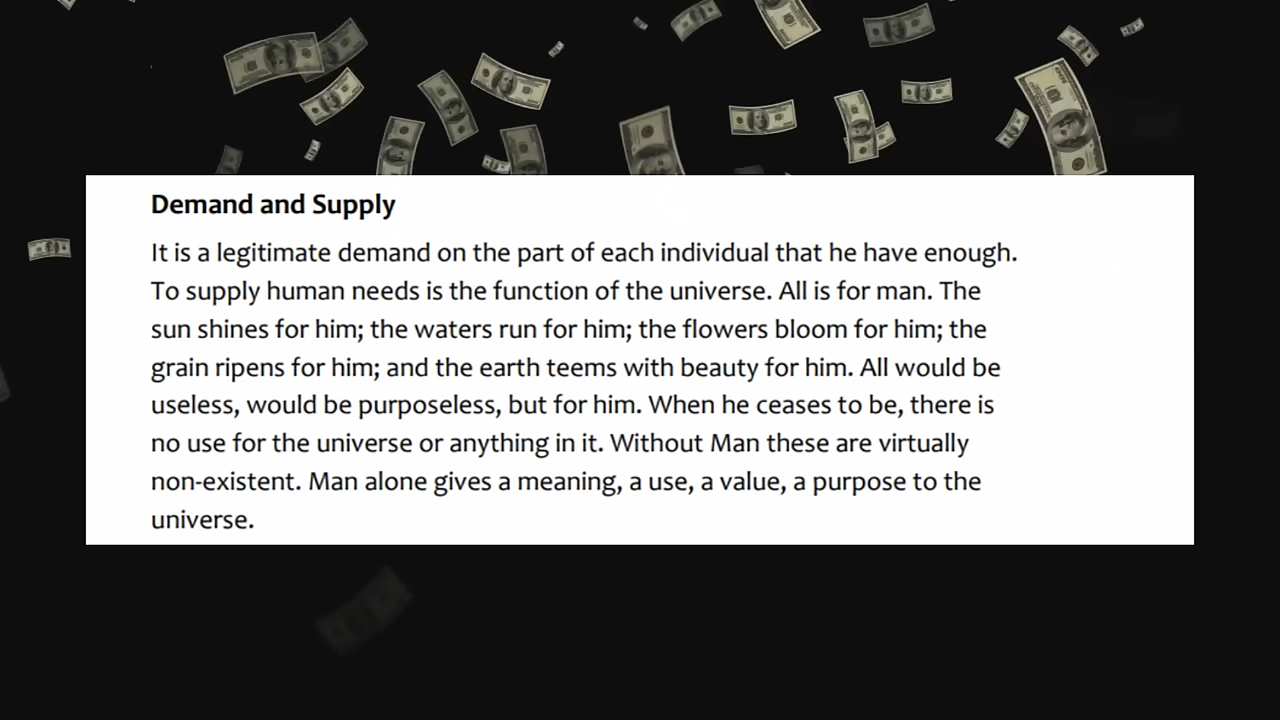 Demand and Supply
It is a legitimate demand on the part of each individual that he have enough.
To supply human needs is the function of the universe. All is for man. The
sun shines for him; the waters run for him; the flowers bloom for him; the
grain ripens for him; and the earth teems with beauty for him. All would be
useless, would be purposeless, but for him. When he ceases to be, there is
no use for the universe or anything in it. Without Man these are virtually
non-existent. Man alone gives a meaning, a use, a value, a purpose to the
universe.